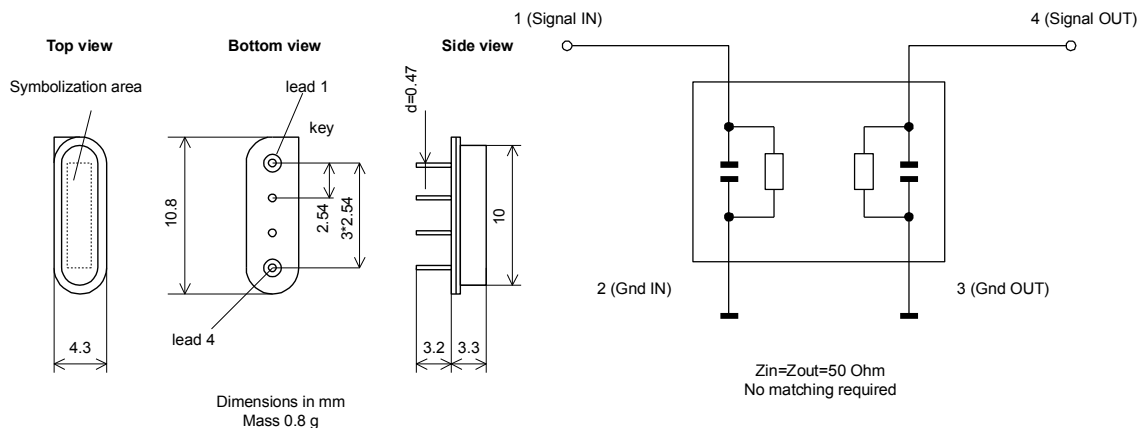 1 (Signal IN)
4 (Signal OUT)
Top view
Bottom view
Side view
Symbolization area
lead 1
d=0.47
key
10.8
2.54
3*2.54
10
2 (Gnd IN)
3 (Gnd OUT)
lead 4
4.3
3.2
3.3
Zin=Zout=50 Ohm
No matching required
Dimensions in mm
Mass 0.8 g